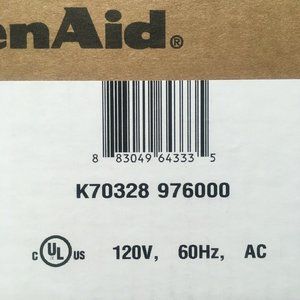 enAid®
8 83049 64333 5
K70328 976000
C UL US 120V, 60Hz, AC